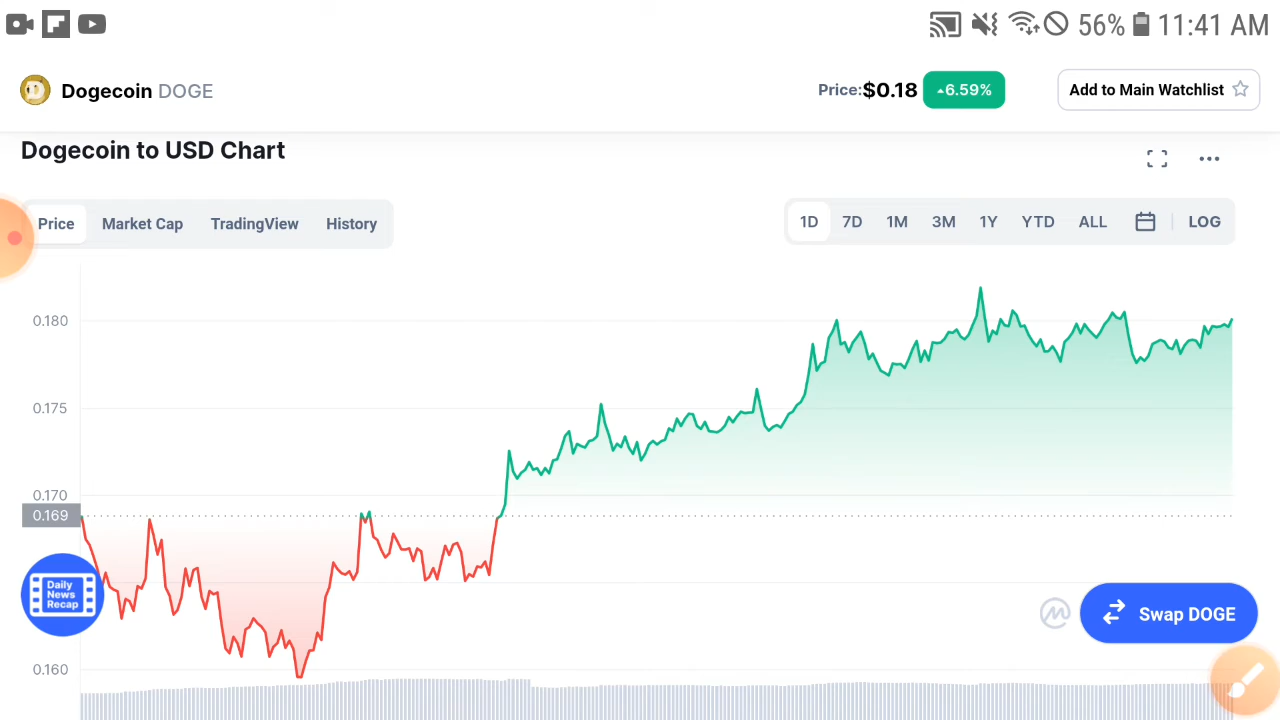 56% 11:41 AM
Dogecoin DOGE Price:$0.18 6.59% Add to Main Watchlist
Dogecoin to USD Chart
Price Market Cap TradingView History 1D 7D 1M 3M 1Y YTD ALL LOG
0.180
0.175
0.170
0.169
Daily
News
Recap
Swap DOGE
0.160